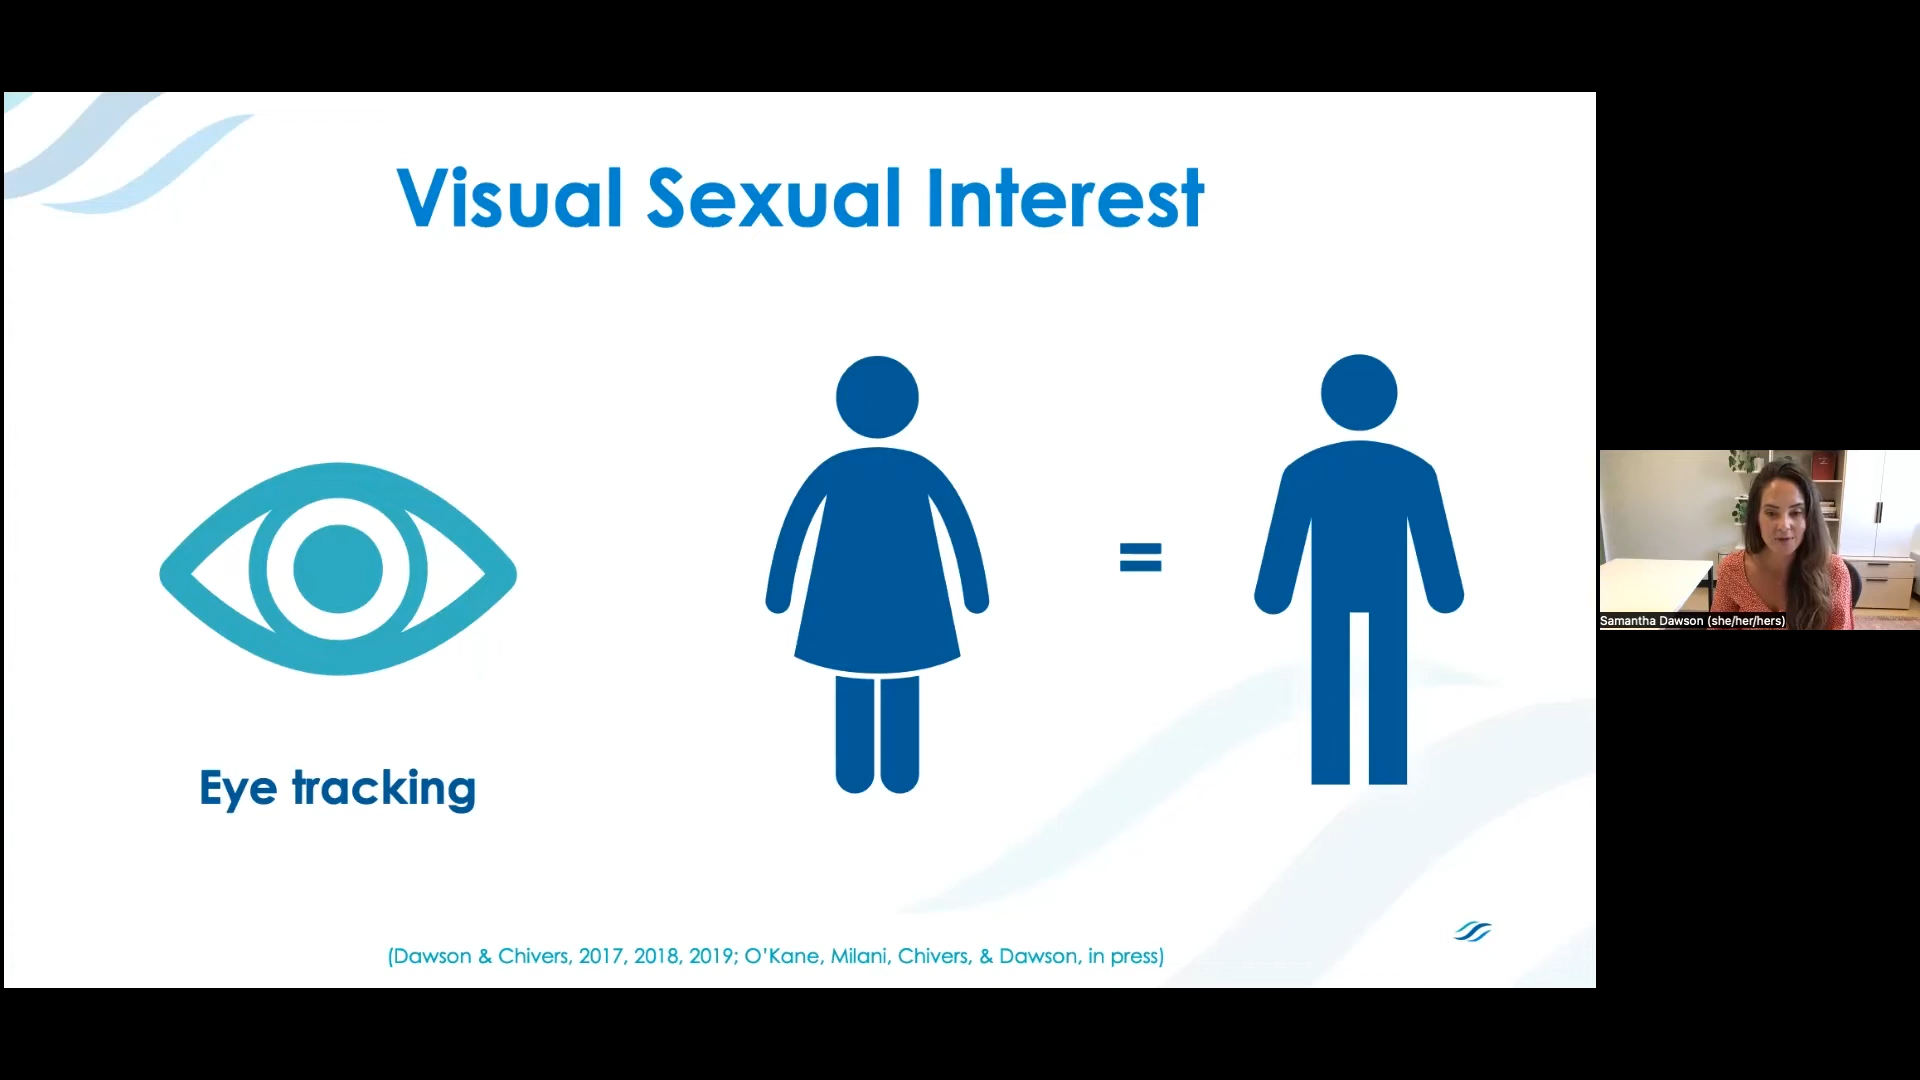 Visual Sexual Interest
=
Eye tracking
(Dawson & Chivers, 2017, 2018, 2019; O'Kane, Milani, Chivers, & Dawson, in press)
Samantha Dawson (she/her/hers)